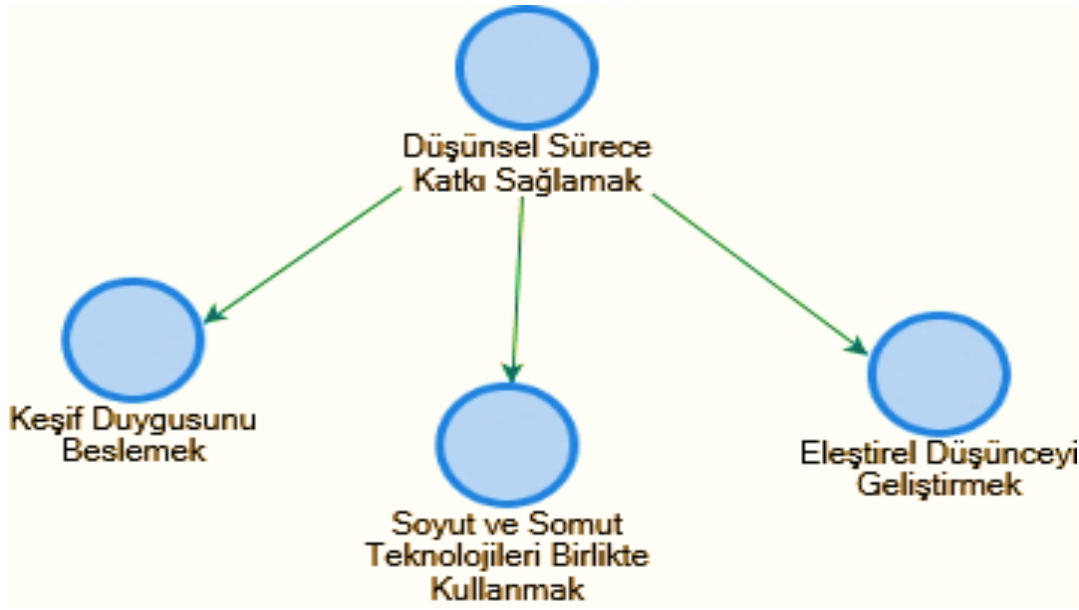 Düşünsel Sürece
Katkı Sağlamak
Keşif Duygusunu
Beslemek
Soyut ve Somut
Teknolojileri Birlikte
Kullanmak
Eleştirel Düşünceyi
Geliştirmek